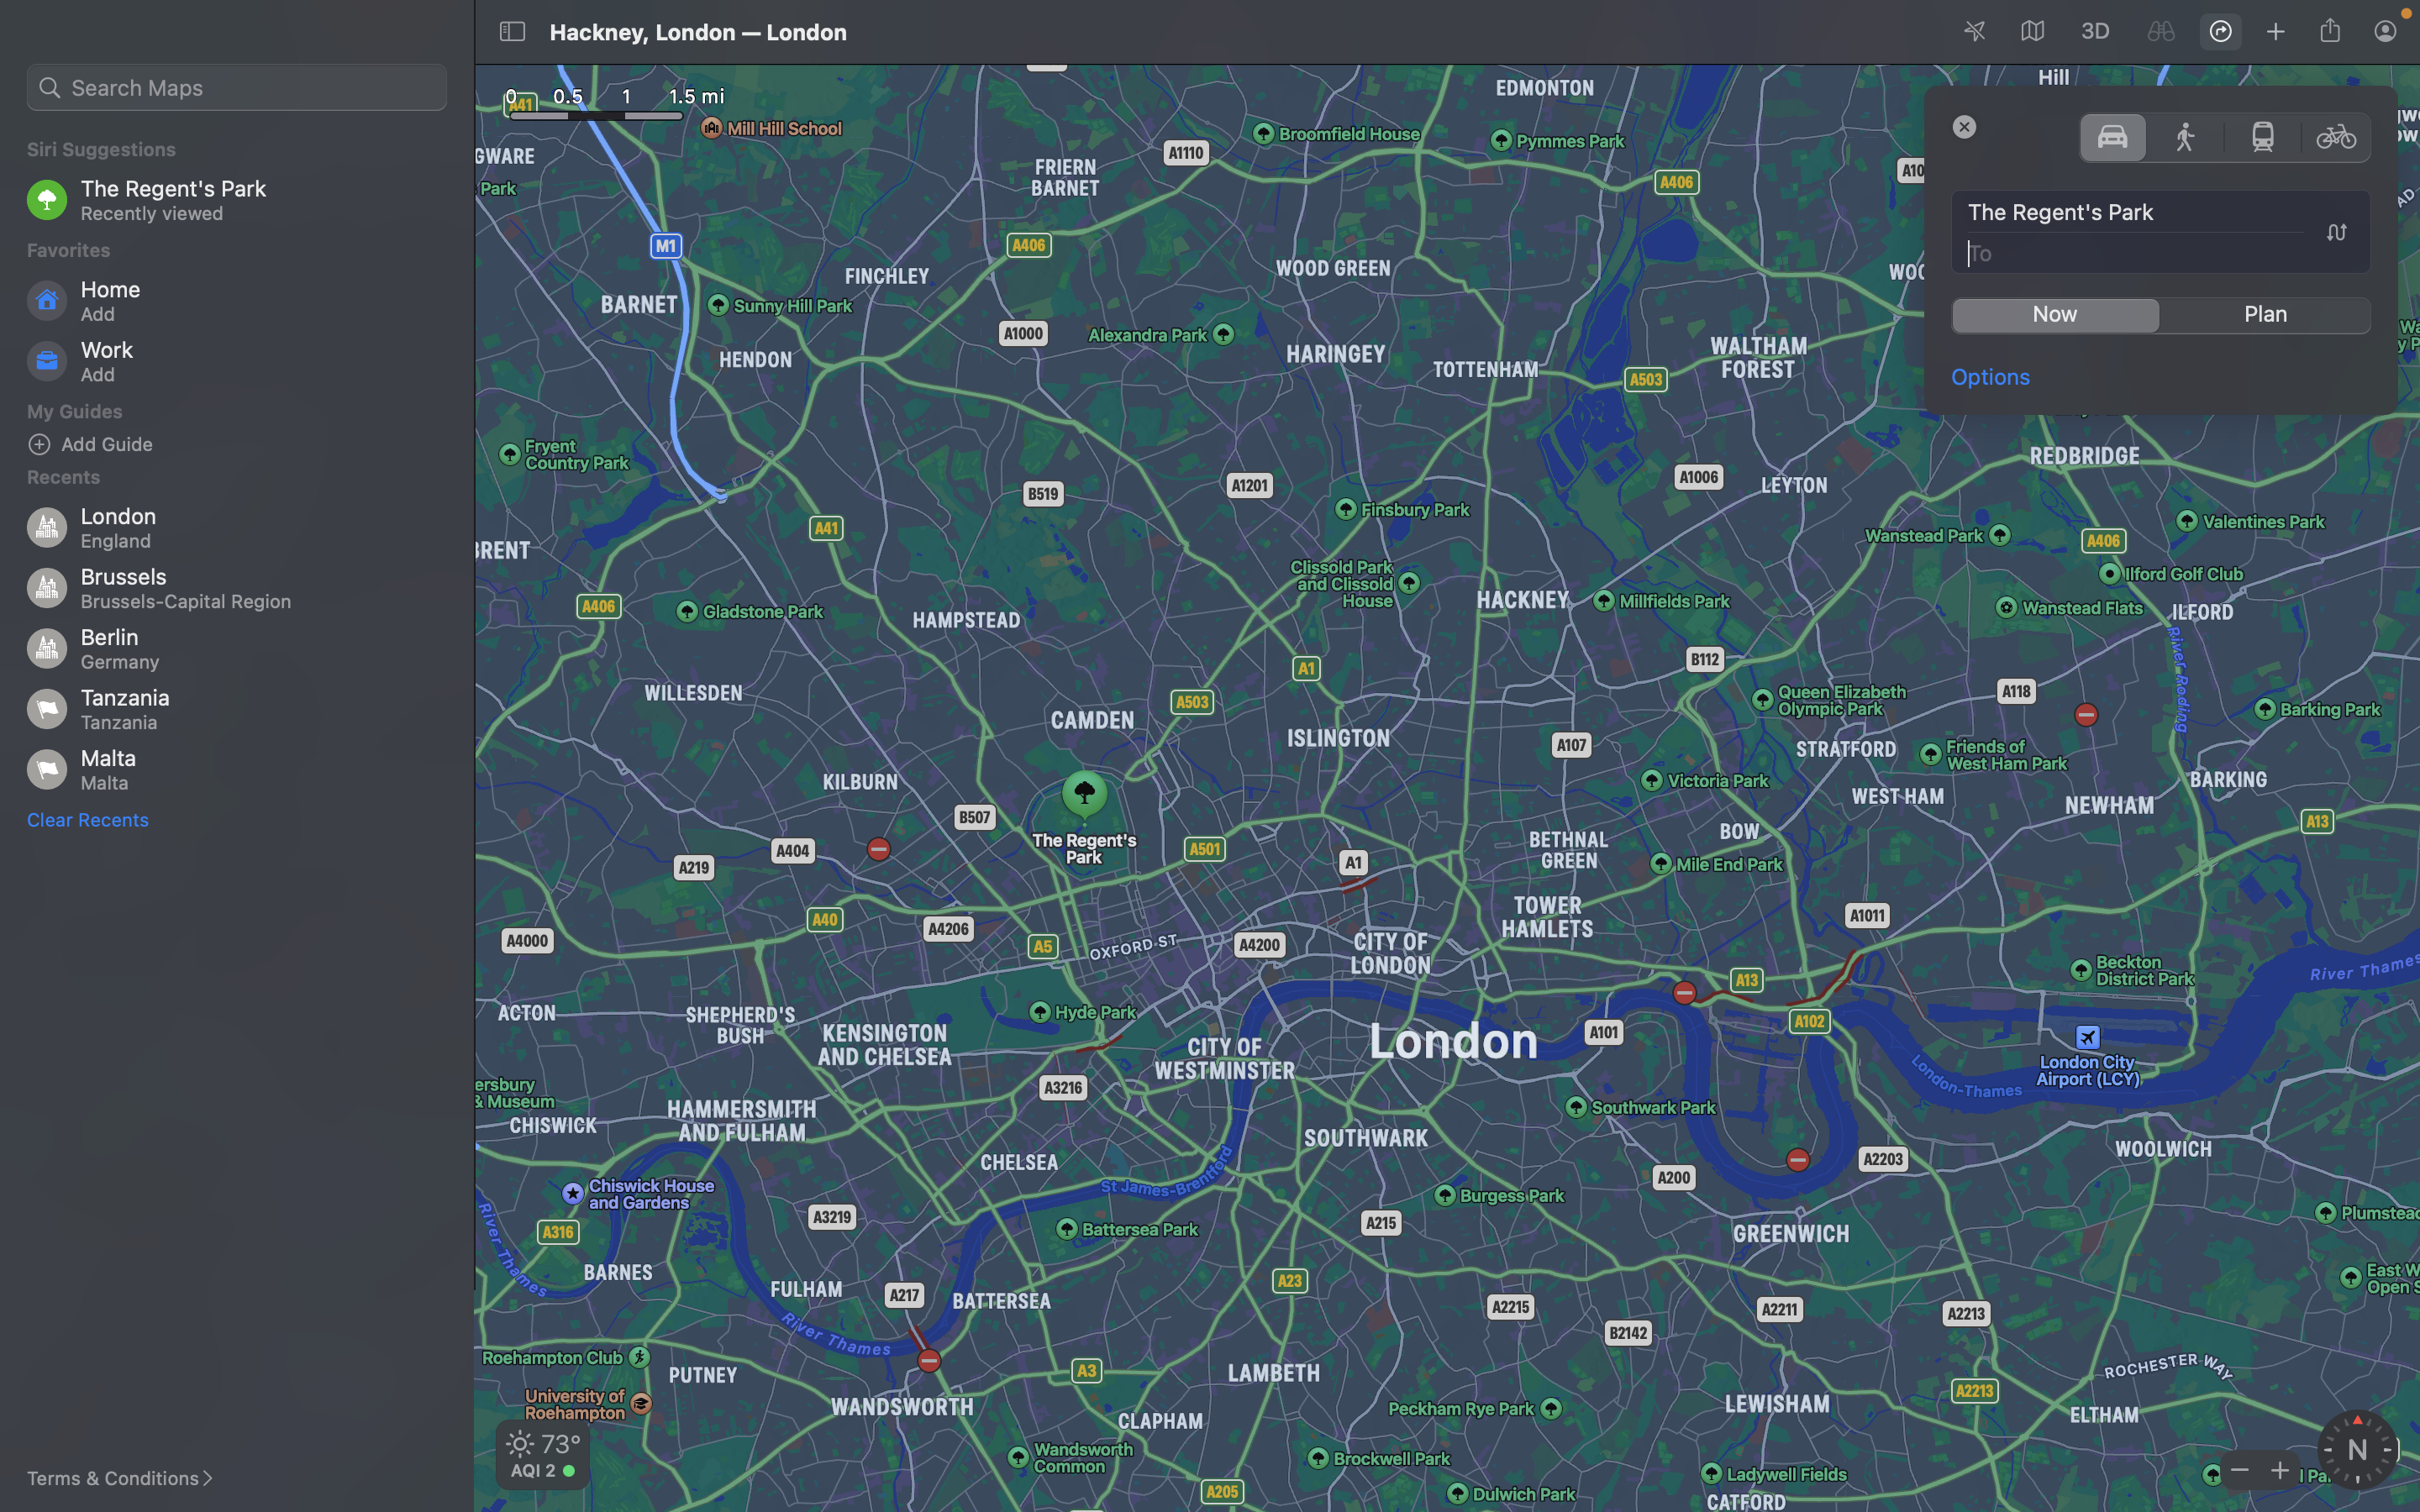 Hackney, London — London
3D
Search Maps
Siri Suggestions
The Regent's Park
Recently viewed
Favorites
Home
Add
Work
Add
My Guides
Add Guide
Recents
London
England
Brussels
Brussels-Capital Region
Berlin
Germany
Tanzania
Tanzania
Malta
Malta
Clear Recents
Terms & Conditions
0 0.5 1 1.5 mi
The Regent's Park
To
Now Plan
Options
Hill
A41
Mill Hill School
EDMONTON
Broomfield House
Pymmes Park
GWARE
Park
A1110
FRIERN
BARNET
A406
A10
M1
A406
FINCHLEY
WOOD GREEN
BARNET
Sunny Hill Park
A1000
Alexandra Park
HENDON
HARINGEY
TOTTENHAM
WALTHAM
FOREST
A503
Fryent
Country Park
B519
A1201
Finsbury Park
A1006
LEYTON
REDBRIDGE
Valentines Park
Wanstead Park
A406
A41
BRENT
Clissold Park
and Clissold
House
HACKNEY
Millfields Park
Ilford Golf Club
Wanstead Flats
ILFORD
A406
Gladstone Park
HAMPSTEAD
A1
B112
River Roding
WILLESDEN
A503
CAMDEN
Queen Elizabeth
Olympic Park
A118
Barking Park
ISLINGTON
A107
STRATFORD
Friends of
West Ham Park
KILBURN
Victoria Park
WEST HAM
NEWHAM
BARKING
B507
The Regent's
Park
A501
A404
A219
A1
BETHNAL
GREEN
BOW
Mile End Park
A13
A40
A4206
A4000
A5
OXFORD ST
A4200
CITY OF
LONDON
TOWER
HAMLETS
A1011
Beckton
District Park
River Thames
A13
A102
ACTON
SHEPHERD'S
BUSH
KENSINGTON
AND CHELSEA
Hyde Park
CITY OF
WESTMINSTER
London
A101
London City
Airport (LCY)
London-Thames
A3216
ersbury
& Museum
CHISWICK
HAMMERSMITH
AND FULHAM
Southwark Park
SOUTHWARK
CHELSEA
St James-Brentford
A200
A2203
WOOLWICH
Chiswick House
and Gardens
A316
River Thames
A3219
Battersea Park
Burgess Park
A215
GREENWICH
Plumstead
BARNES
FULHAM
A217
BATTERSEA
A23
A2215
A2211
A2213
B2142
East W
Open S
River Thames
Roehampton Club
PUTNEY
A3
LAMBETH
ROCHESTER WAY
A2213
University of
Roehampton
WANDSWORTH
CLAPHAM
Peckham Rye Park
LEWISHAM
ELTHAM
73°
AQI 2
Wandsworth
Common
Brockwell Park
Ladywell Fields
A205
Dulwich Park
CATFORD
N